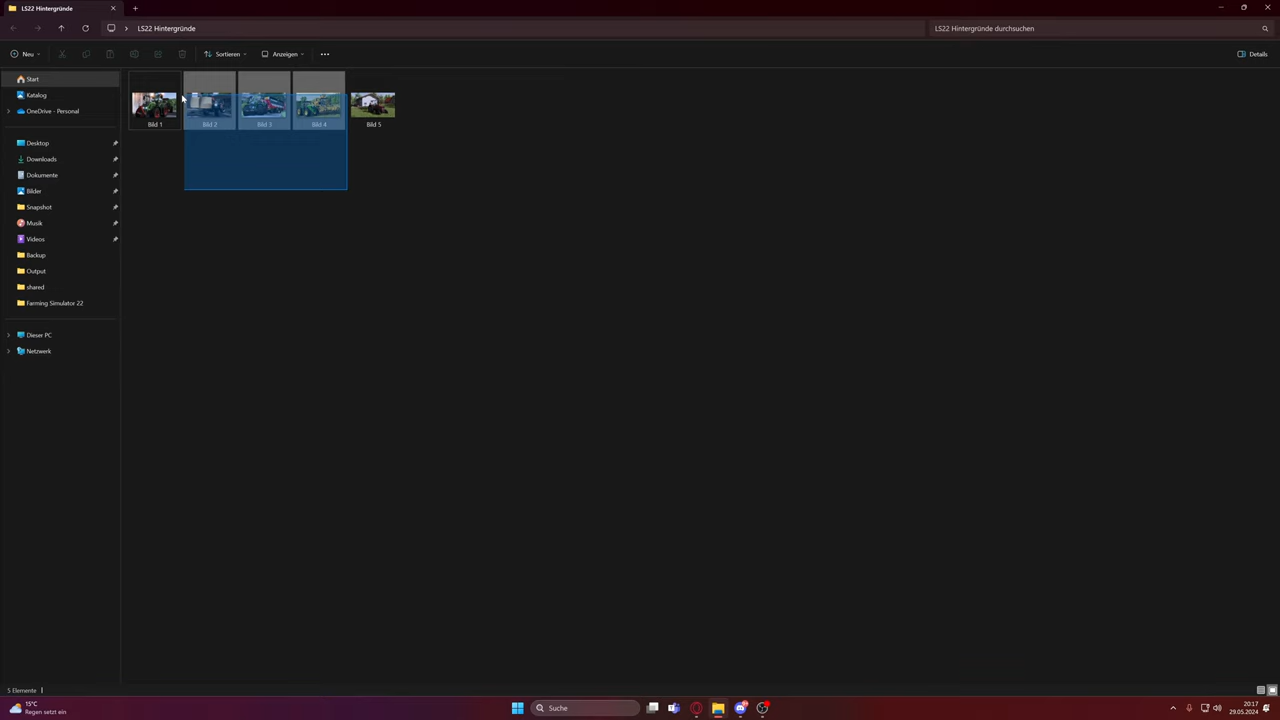 LS22 Hintergründe
LS22 Hintergründe
LS22 Hintergründe durchsuchen
Neu
Sortieren
Anzeigen
Details
Start
Katalog
OneDrive - Personal
Desktop
Downloads
Dokumente
Bilder
Snapshot
Musik
Videos
Backup
Output
shared
Farming Simulator 22
Dieser PC
Netzwerk
Bild 1
Bild 2
Bild 3
Bild 4
Bild 5
5 Elemente
15°C
Regen setzt ein
Suche
20:17
29.05.2024